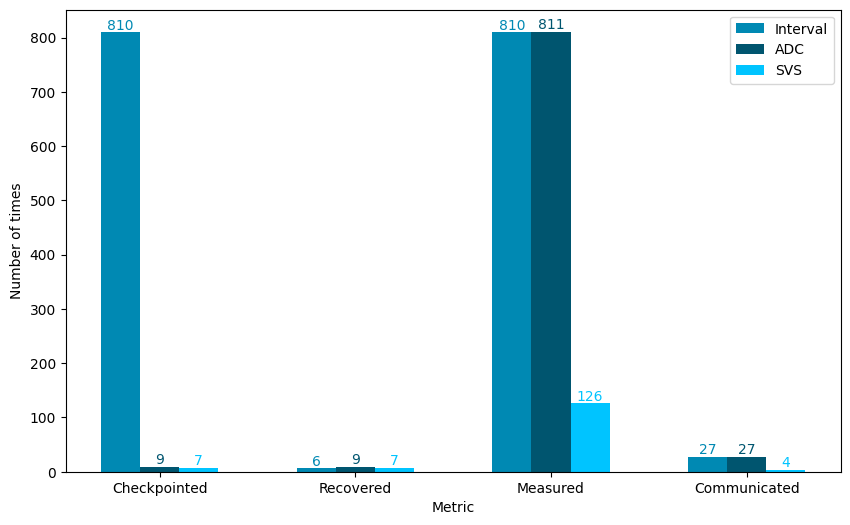 Interval
ADC
SVS
810 810 811
800
700
600
500
400
300
200
100
0
126
9 7 6 9 7 27 27 4
Checkpointed Recovered Measured Communicated
Metric
Number of times